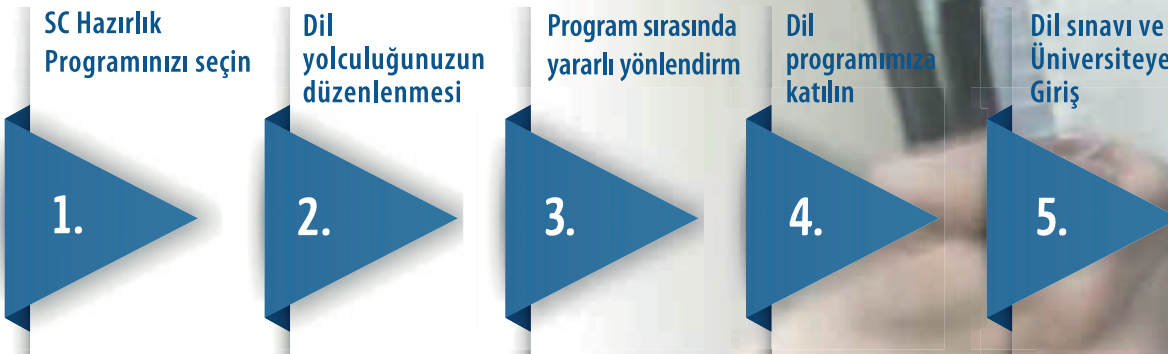 SC Hazırlık
Programınızı seçin
Dil
yolculuğunuzun
düzenlenmesi
Program sırasında
yararlı yönlendirm
Dil
programımıza
katılın
Dil sınavı ve
Üniversiteye
Giriş
1.
2.
3.
4.
5.